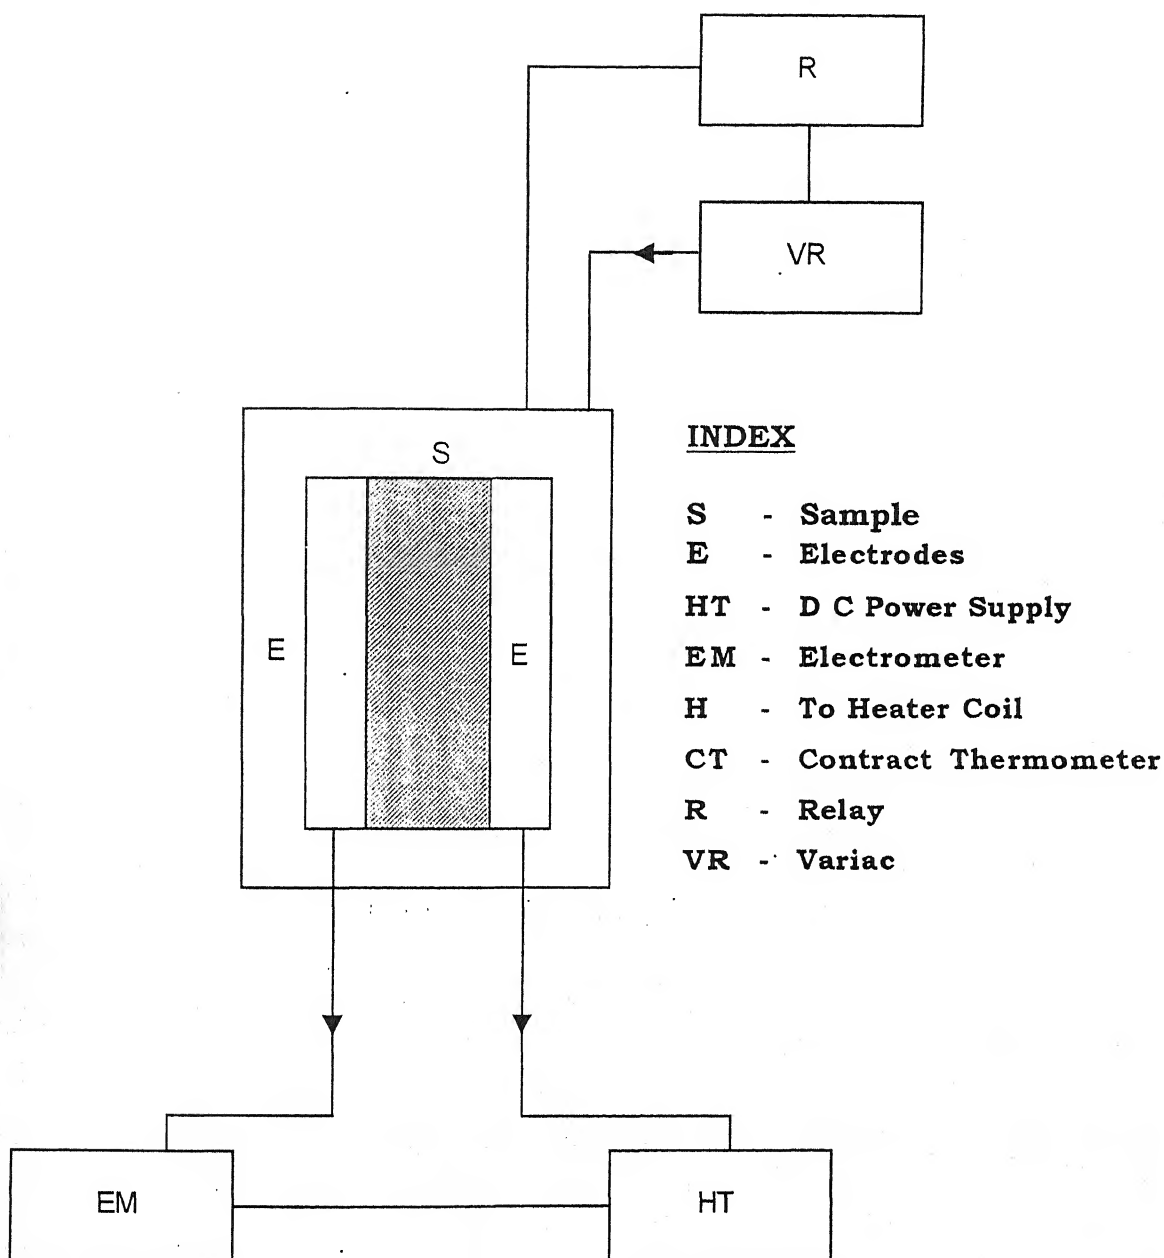 R
VR
INDEX
S
S - Sample
E - Electrodes
HT - D C Power Supply
E
E
EM - Electrometer
H - To Heater Coil
CT - Contract Thermometer
R - Relay
VR - Variac
EM
HT